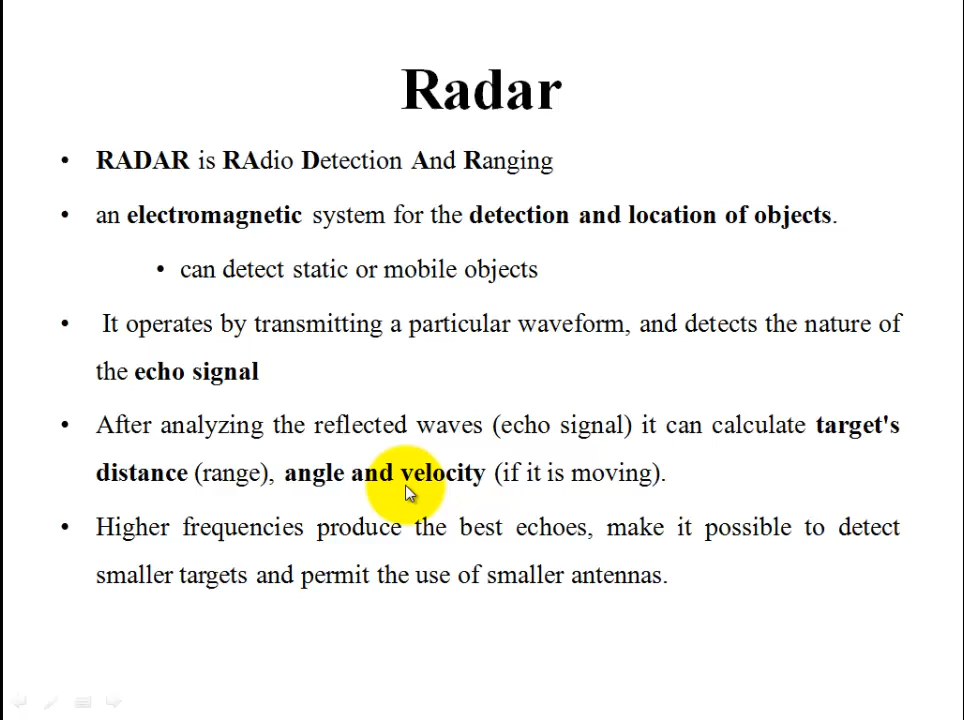 Radar
• RADAR is RAdio Detection And Ranging
• an electromagnetic system for the detection and location of objects.
• can detect static or mobile objects
• It operates by transmitting a particular waveform, and detects the nature of
the echo signal
• After analyzing the reflected waves (echo signal) it can calculate target's
distance (range), angle and velocity (if it is moving).
• Higher frequencies produce the best echoes, make it possible to detect
smaller targets and permit the use of smaller antennas.